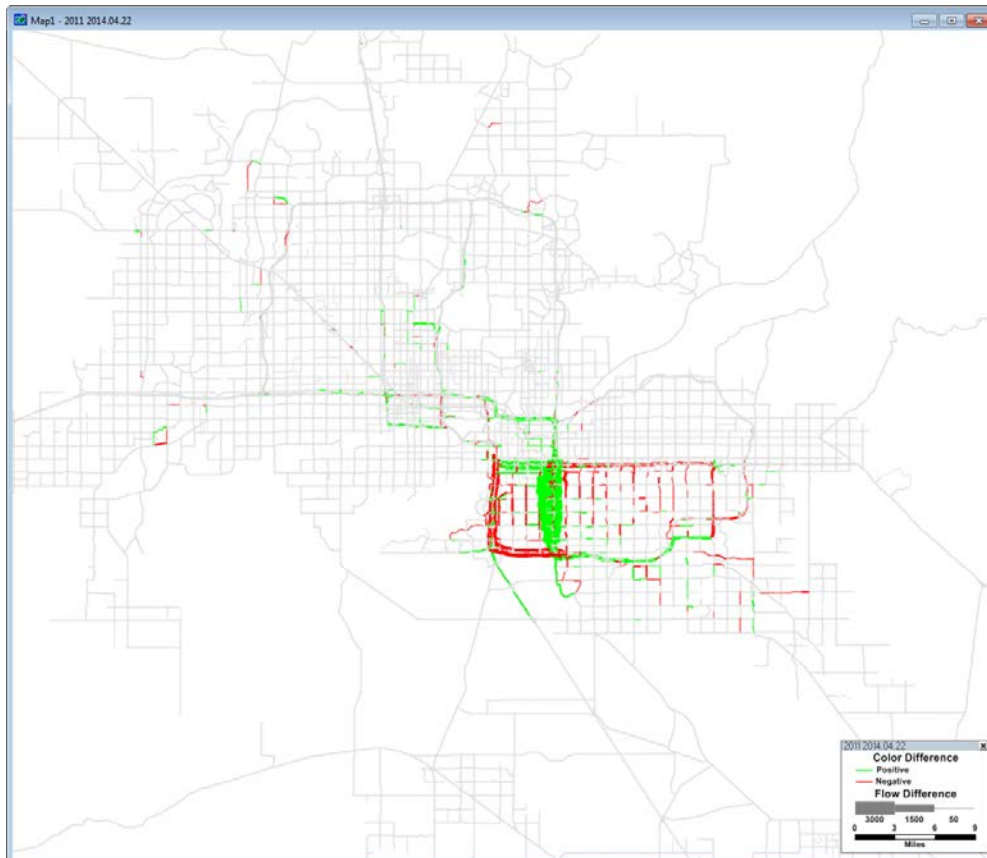 Map1 - 2011 2014.04.22
2011 2014.04.22
Color Difference
Positive
Negative
Flow Difference
3000 1500 50
0 3 6 9
Miles